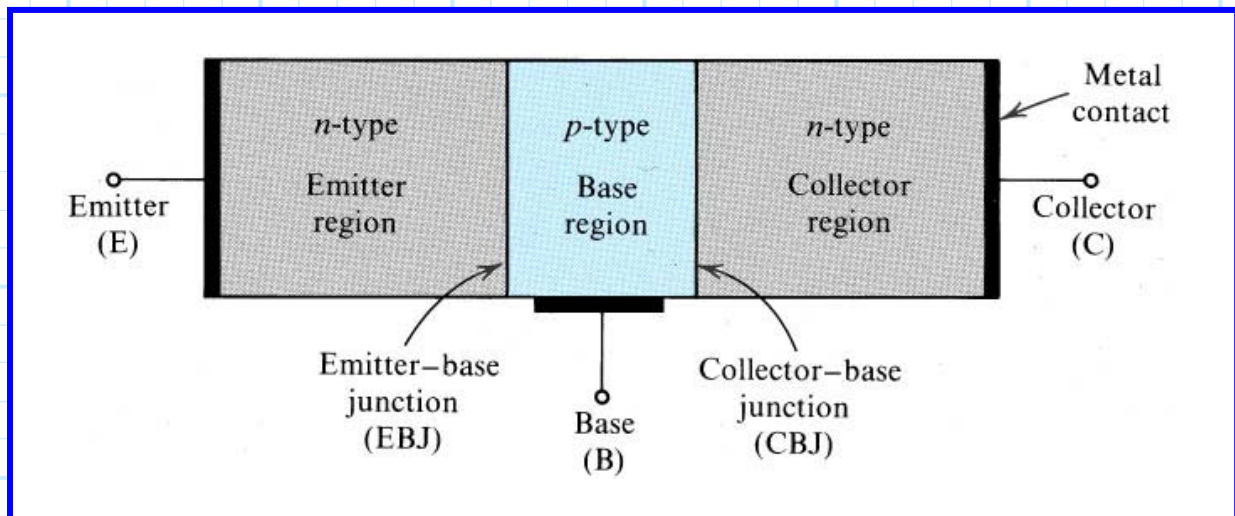 n-type
Emitter
region
p-type
Base
region
n-type
Collector
region
Metal
contact
Emitter
(E)
Collector
(C)
Emitter–base
junction
(EBJ)
Base
(B)
Collector–base
junction
(CBJ)